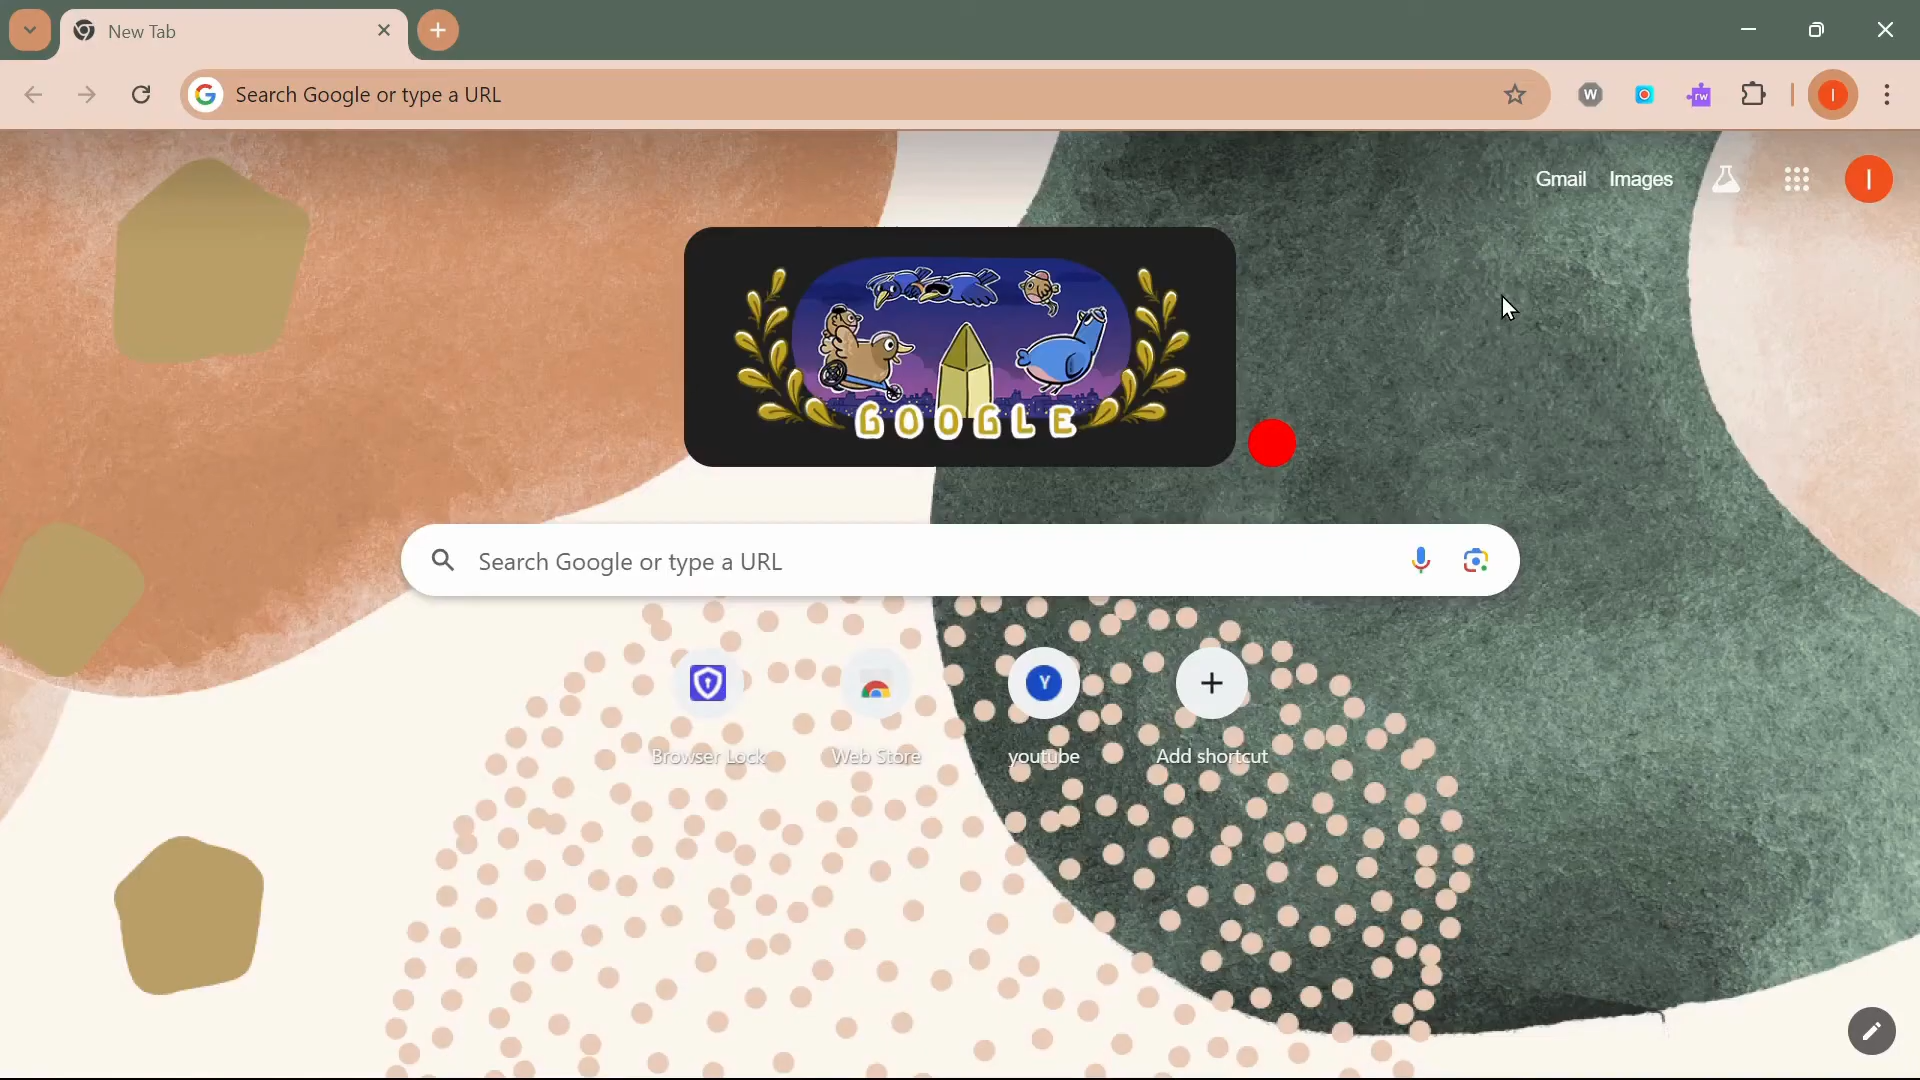 New Tab
Search Google or type a URL
W
rw
I
Gmail Images
I
GOOGLE
Search Google or type a URL
Y
Browser Lock Web Store youtube Add shortcut